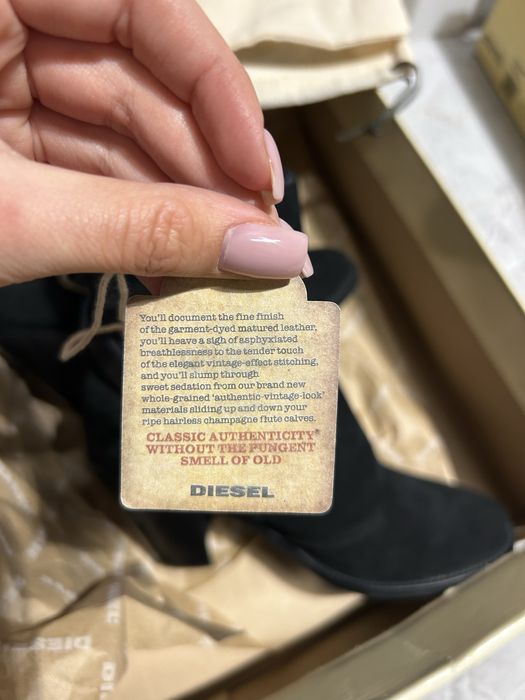 You'll document the fine finish
of the garment-dyed matured leather,
you'll heave a sigh of asphyxiated
breathlessness to the tender touch
of the elegant vintage-effect stitching,
and you'll slump through
sweet sedation from our brand new
whole-grained 'authentic-vintage-look'
materials sliding up and down your
ripe hairless champagne flute calves.
CLASSIC AUTHENTICITY*
WITHOUT THE PUNGENT
SMELL OF OLD
DIESEL
DIESEL